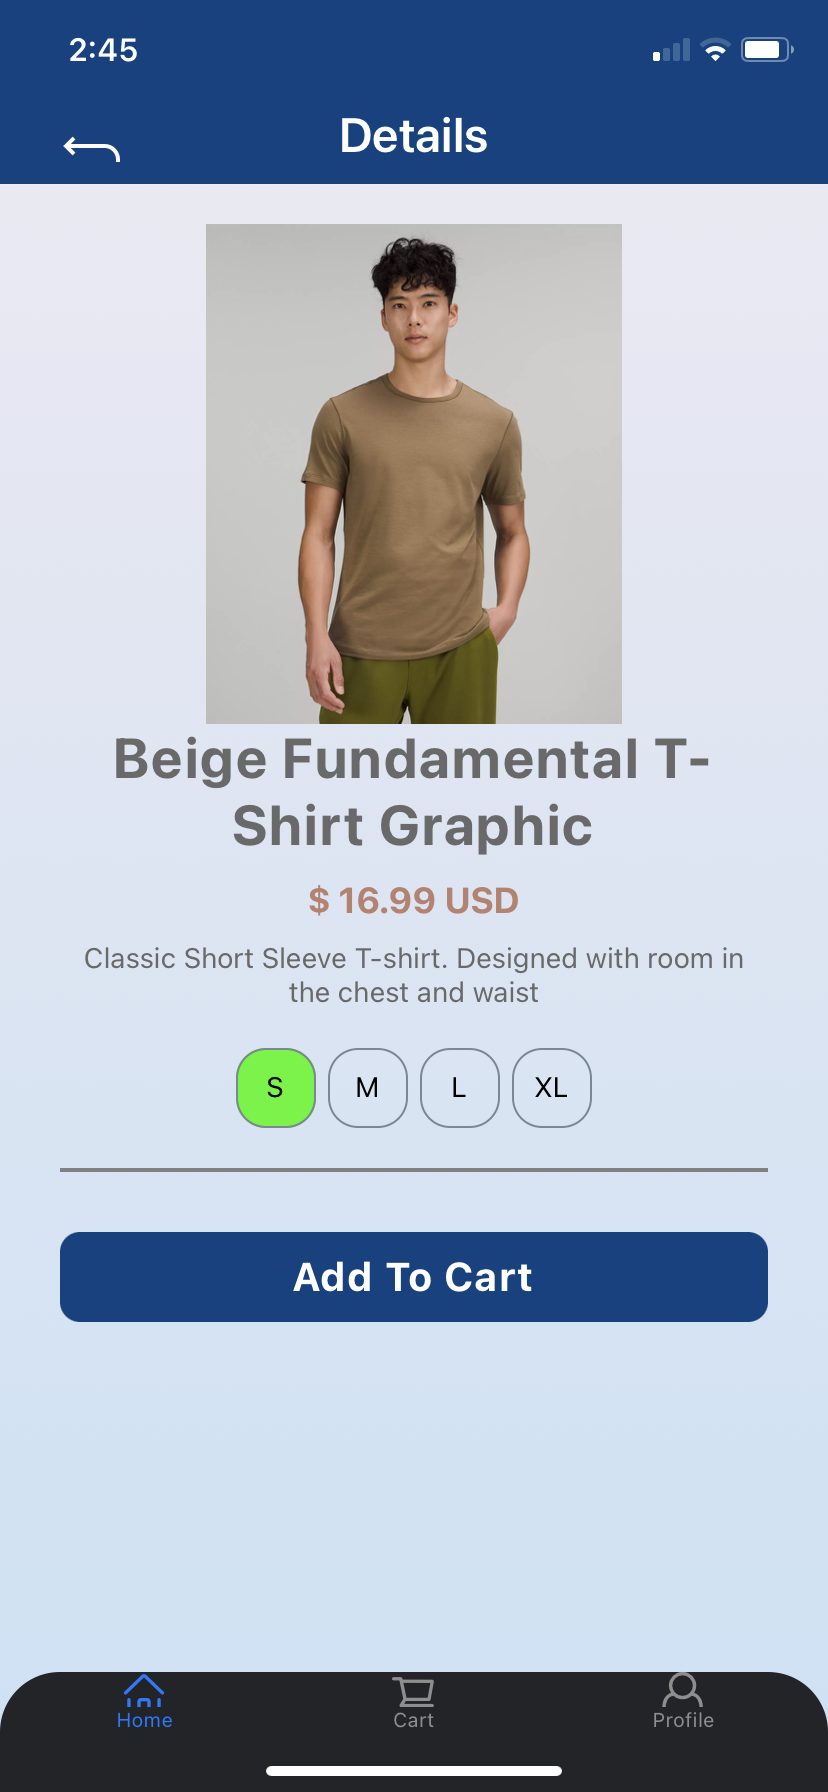 2:45
Details
Beige Fundamental T-
Shirt Graphic
$ 16.99 USD
Classic Short Sleeve T-shirt. Designed with room in
the chest and waist
S M L XL
Add To Cart
Home Cart Profile